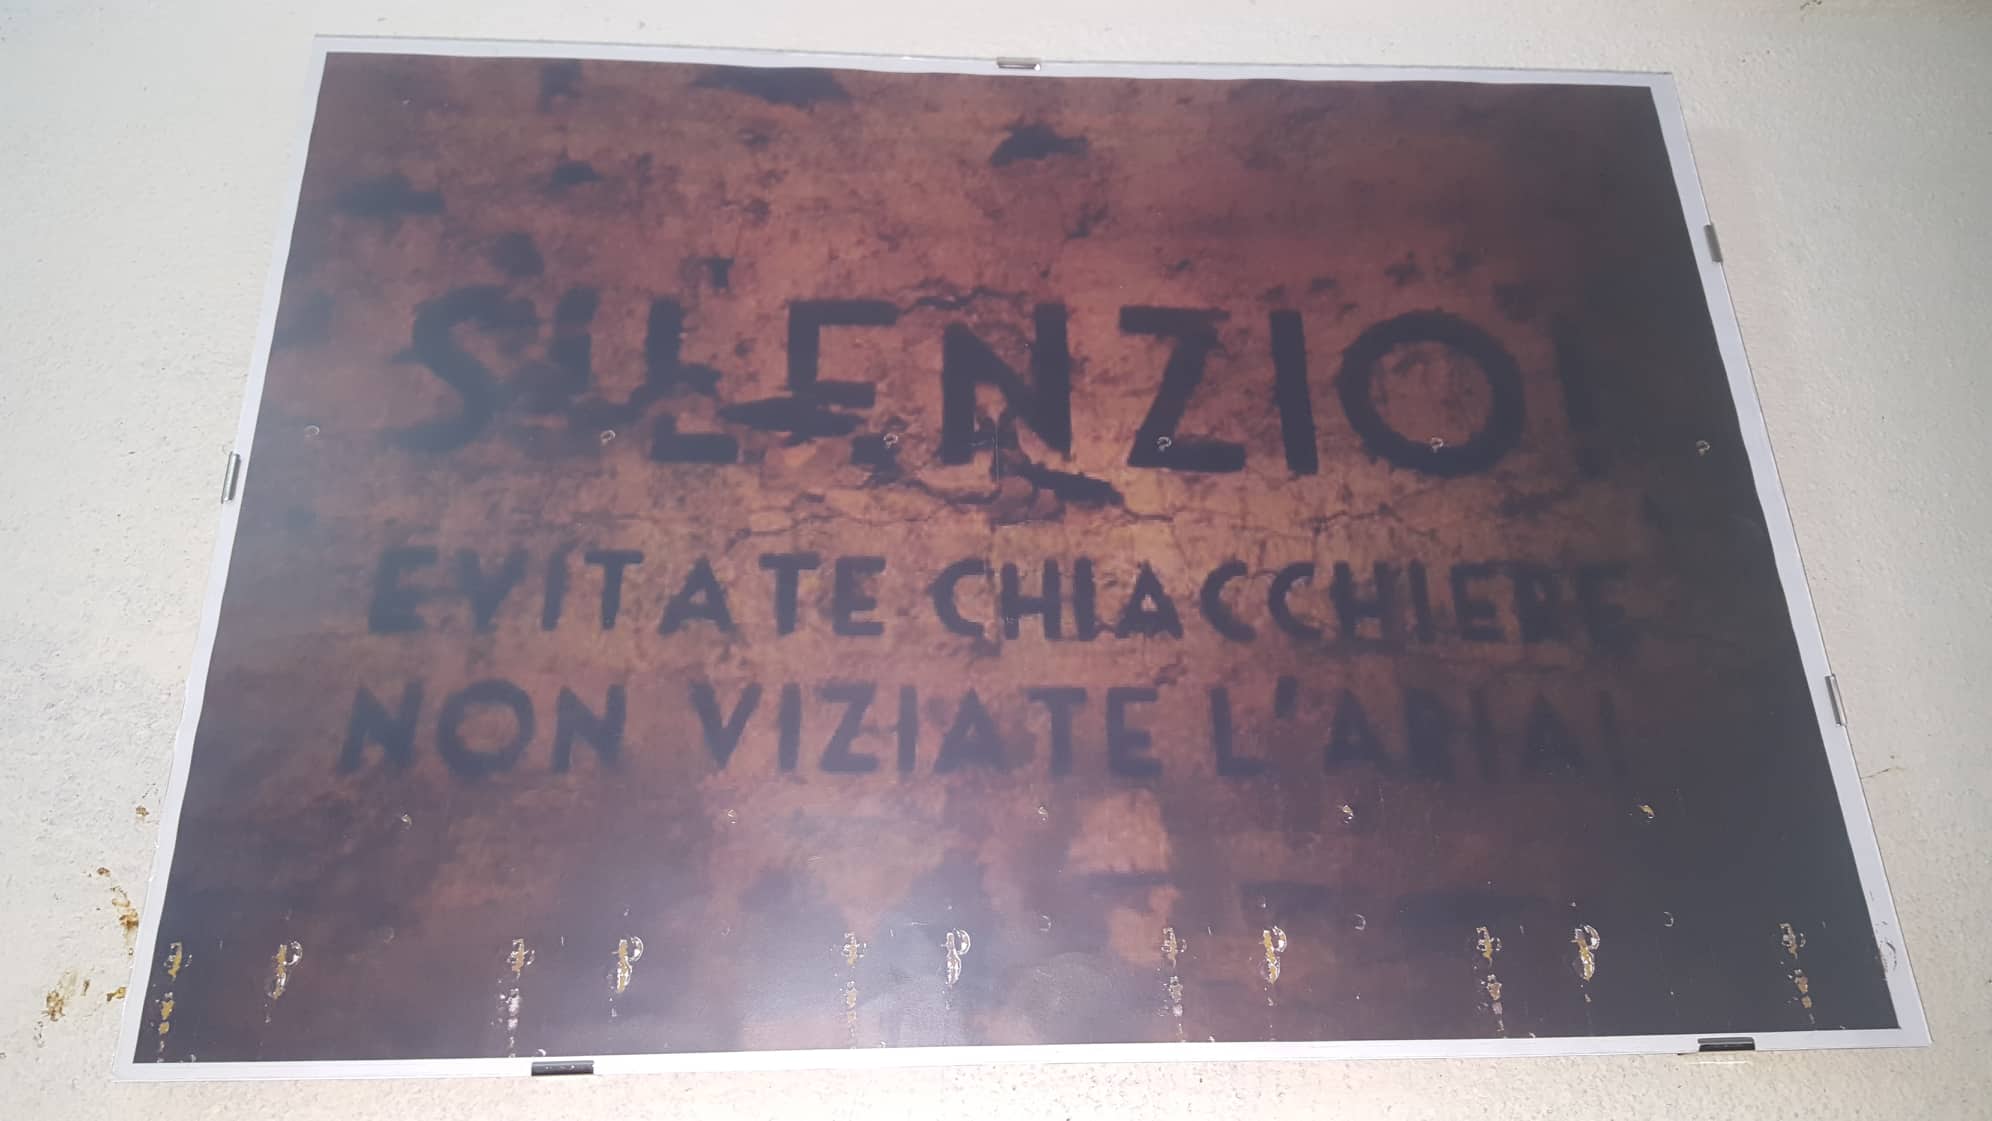 SILENZIO!
EVITATE CHIACCHIERE
NON VIZIATE L'ARIA!